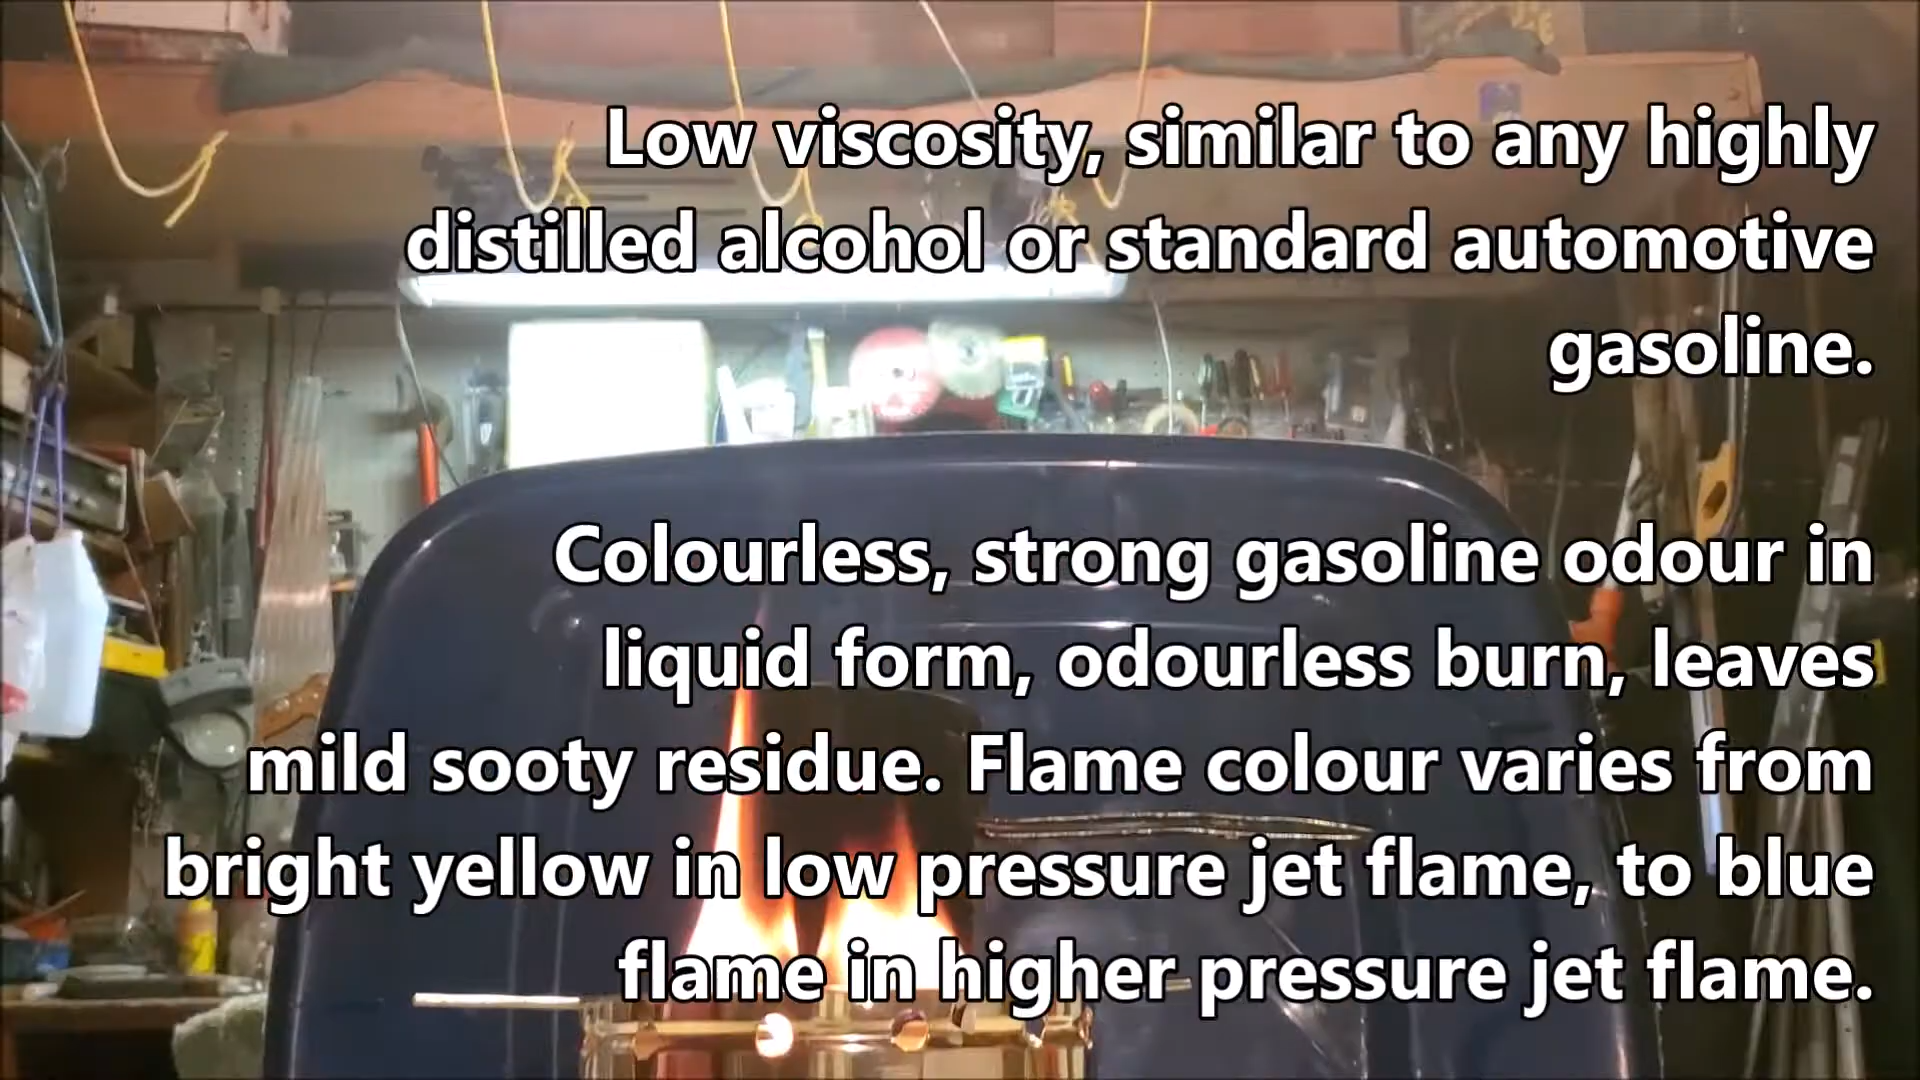 Low viscosity, similar to any highly
distilled alcohol or standard automotive
gasoline.
Colourless, strong gasoline odour in
liquid form, odourless burn, leaves
mild sooty residue. Flame colour varies from
bright yellow in low pressure jet flame, to blue
flame in higher pressure jet flame.